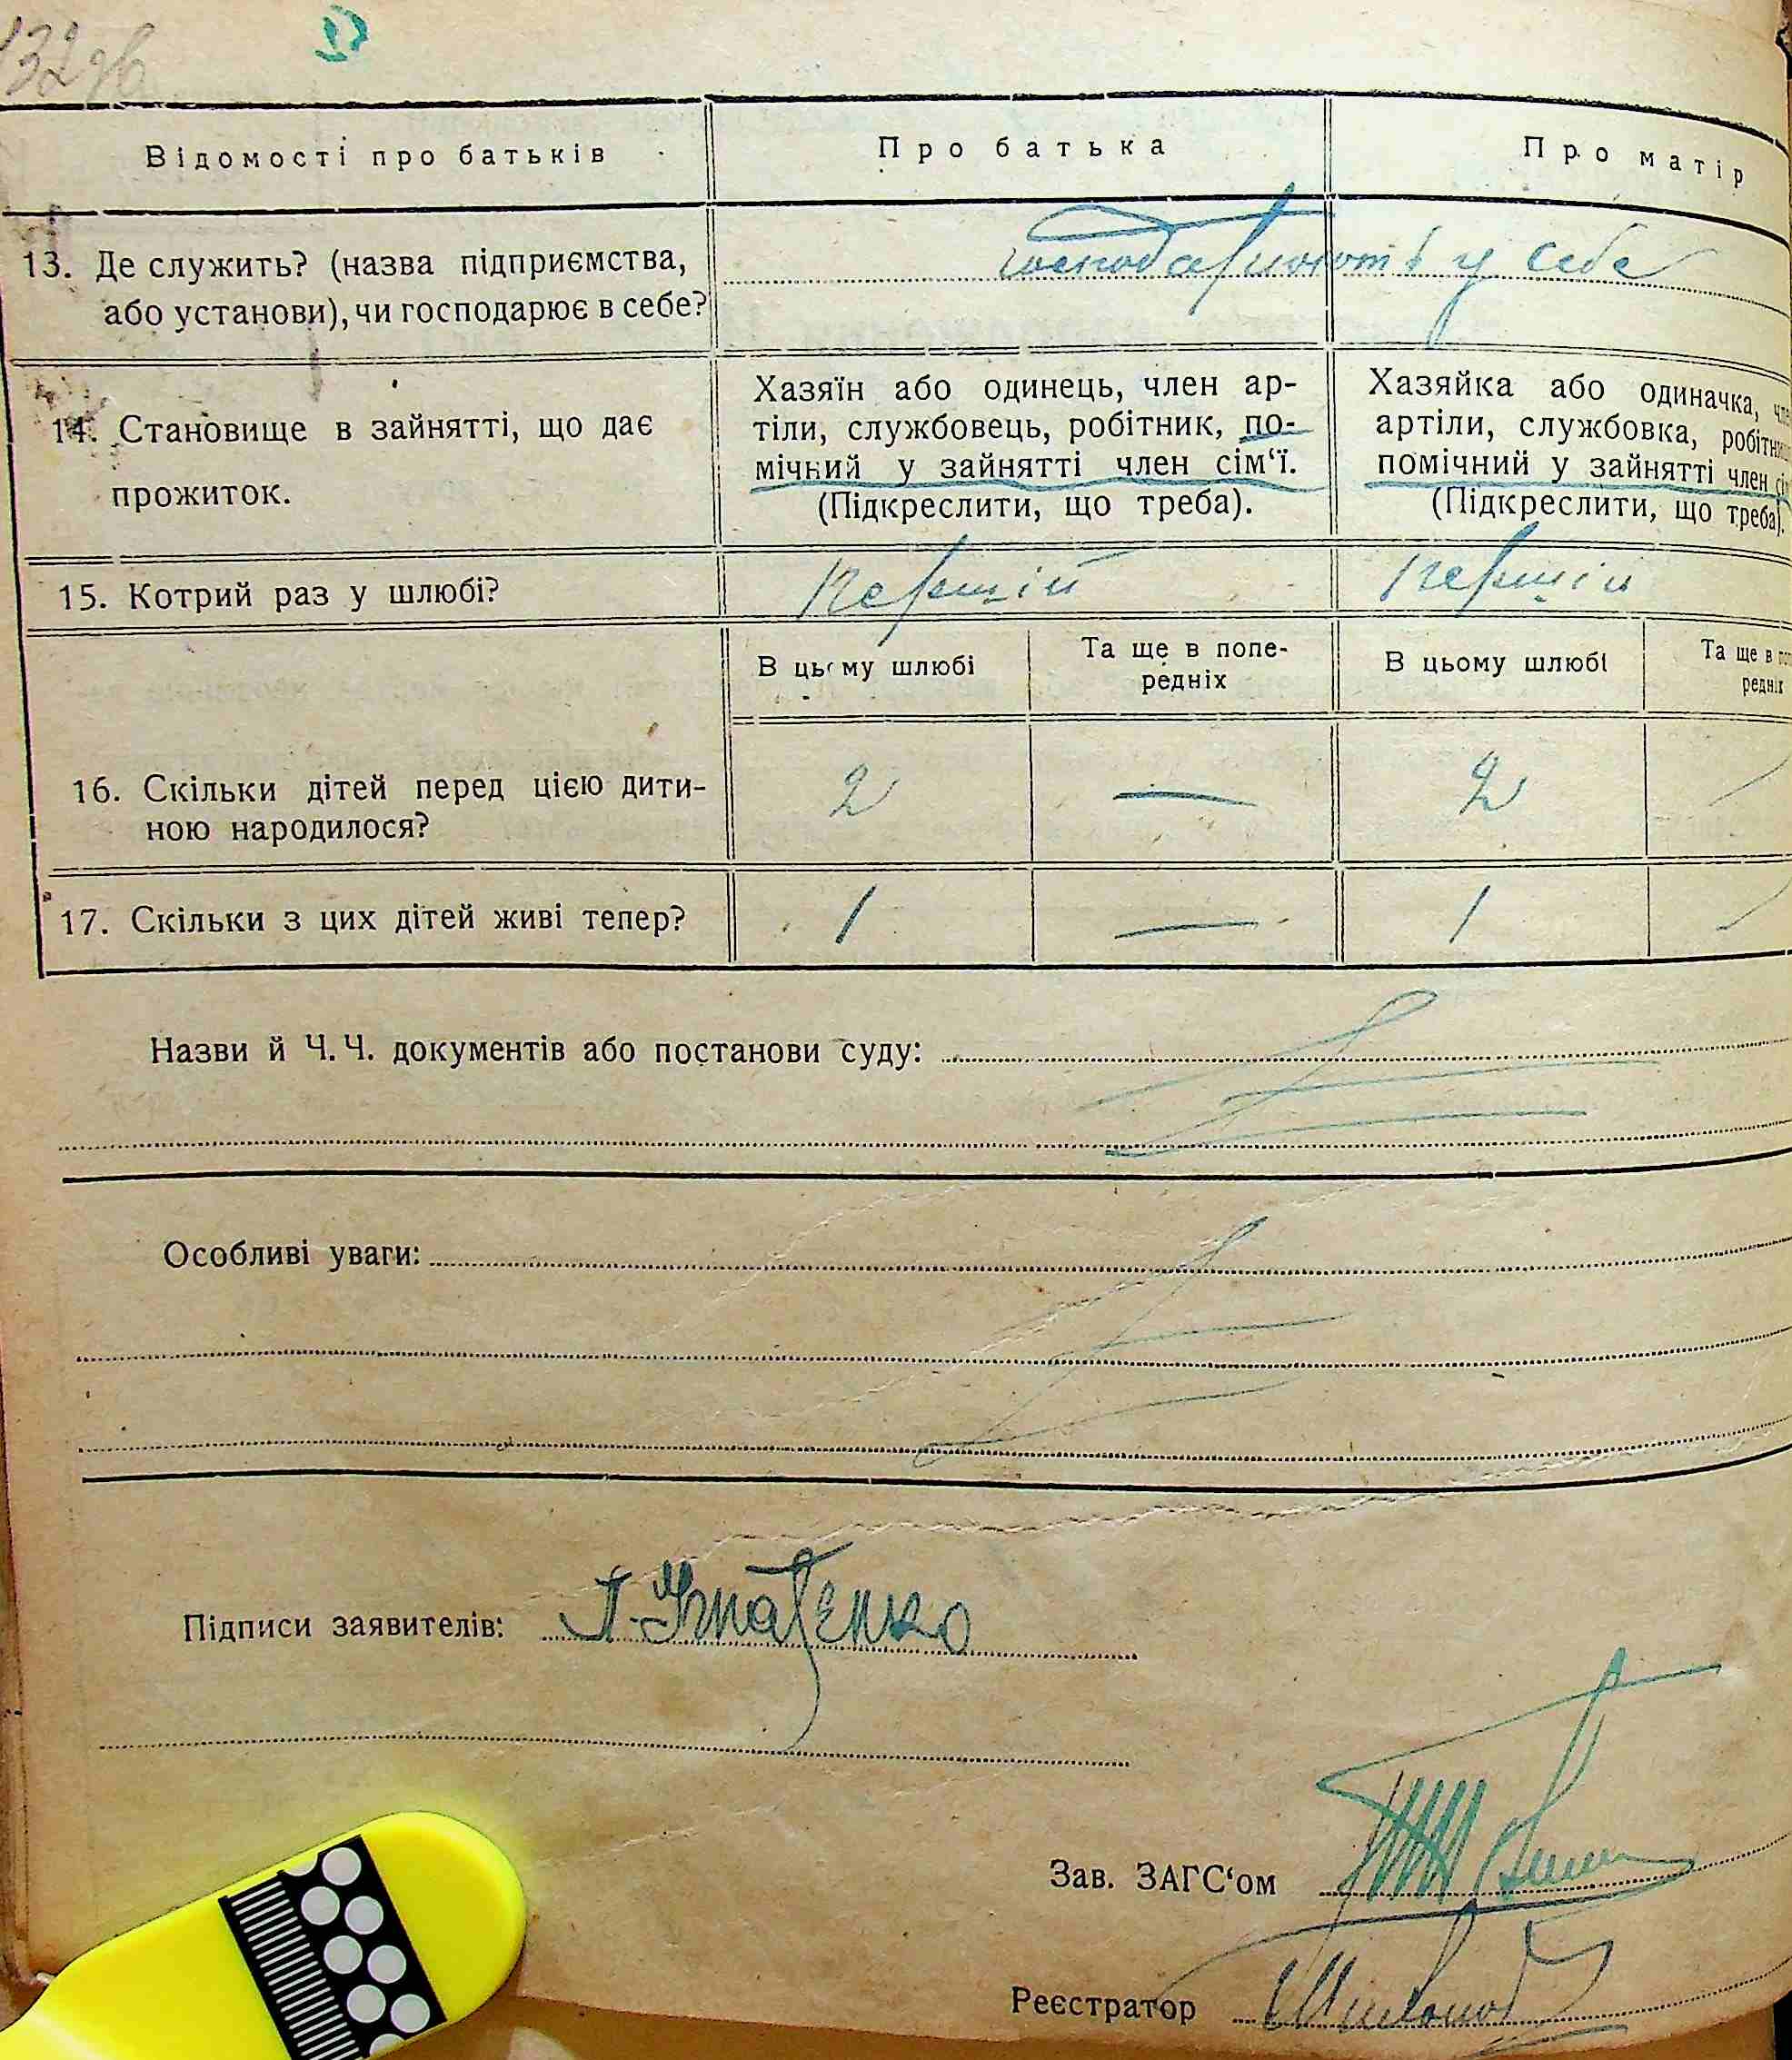 132 зв
Відомості про батьків
Про батька
Про матір
13. Де служить? (назва підприємства,
або установи), чи господарює в себе?
господарюють у себе
14. Становище в зайнятті, що дає
прожиток.
Хазяїн або одинець, член ар-
тіли, службовець, робітник, по-
мічний у зайнятті член сім‘ї.
(Підкреслити, що треба).
Хазяйка або одиначка,
артіли, службовка,
помічний у зайнятті член
(Підкреслити, що треба).
15. Котрий раз у шлюбі?
Перший
Перший
В цьому шлюбі
Та ще в попе-
редніх
В цьому шлюбі
Та ще в
16. Скільки дітей перед цією дити-
ною народилося?
2 — 2 —
17. Скільки з цих дітей живі тепер?
1 — 1 —
Назви й Ч.Ч. документів або постанови суду:
Особливі уваги:
Підписи заявителів:
Зав. ЗАГС‘ом
Реєстратор